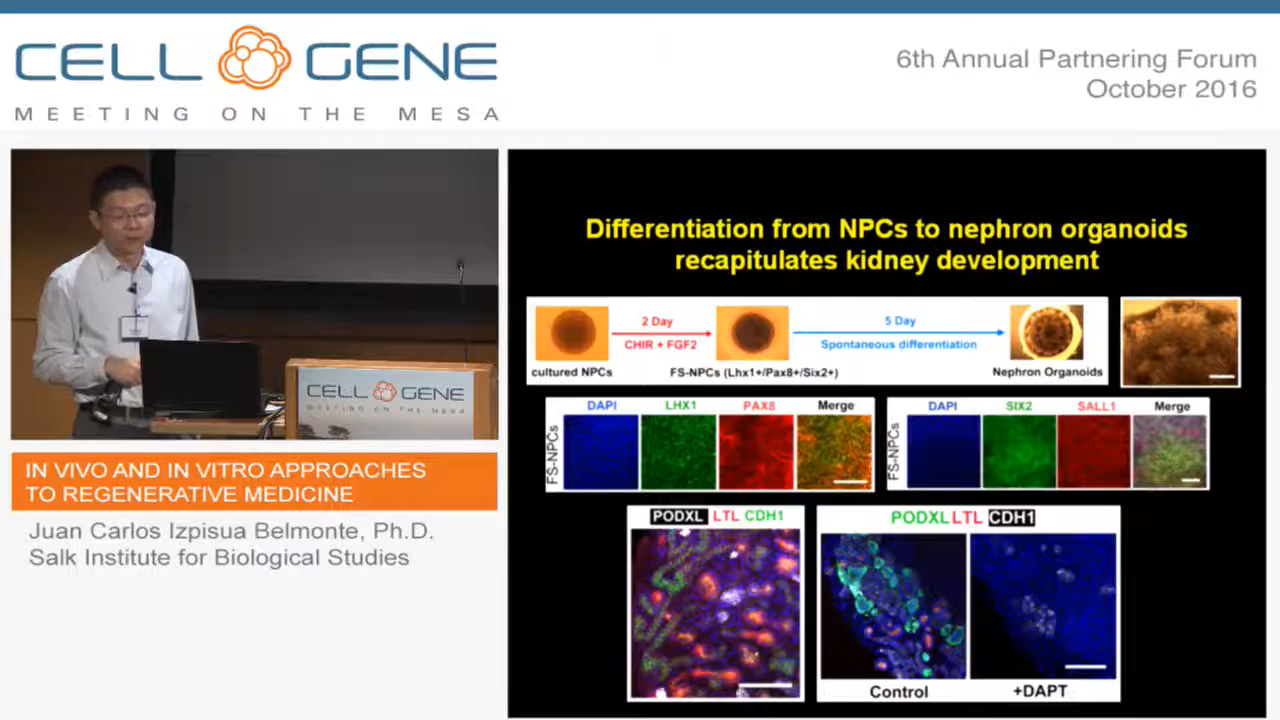 CELL GENE
MEETING ON THE MESA
6th Annual Partnering Forum
October 2016
CELL GENE
MEETING ON THE MESA
IN VIVO AND IN VITRO APPROACHES
TO REGENERATIVE MEDICINE
Juan Carlos Izpisua Belmonte, Ph.D.
Salk Institute for Biological Studies
Differentiation from NPCs to nephron organoids
recapitulates kidney development
2 Day
CHIR + FGF2
5 Day
Spontaneous differentiation
cultured NPCs
FS-NPCs (Lhx1+/Pax8+/Six2+)
Nephron Organoids
DAPI LHX1 PAX8 Merge
FS-NPCs
DAPI SIX2 SALL1 Merge
FS-NPCs
PODXL LTL CDH1
PODXL LTL CDH1
Control
+DAPT